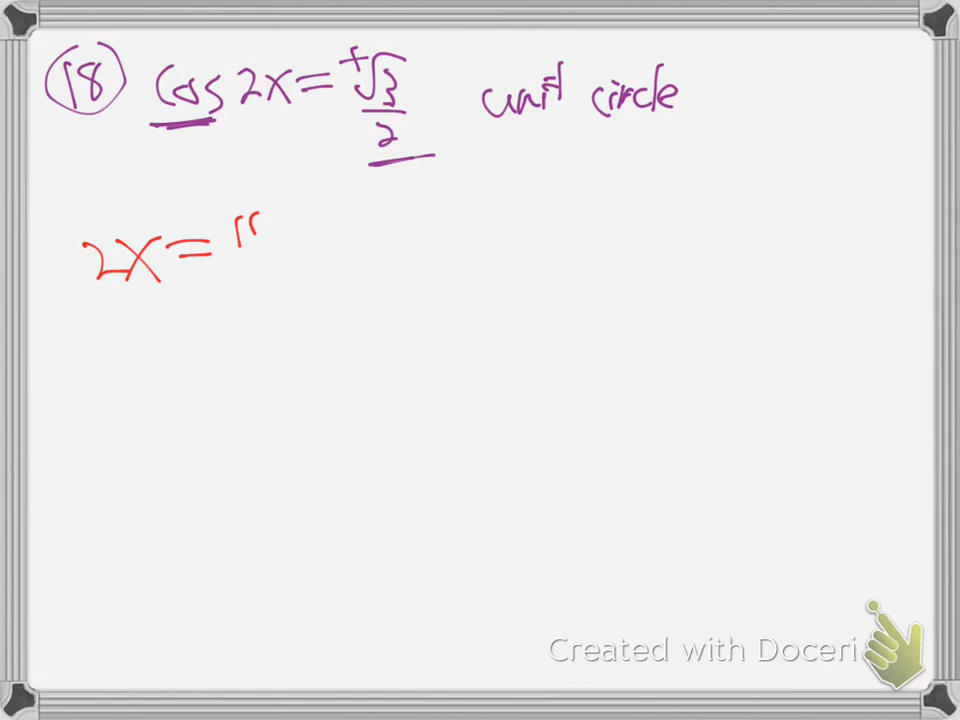 18 cos 2x = +√3/2 unit circle
2x =
Created with Doceri